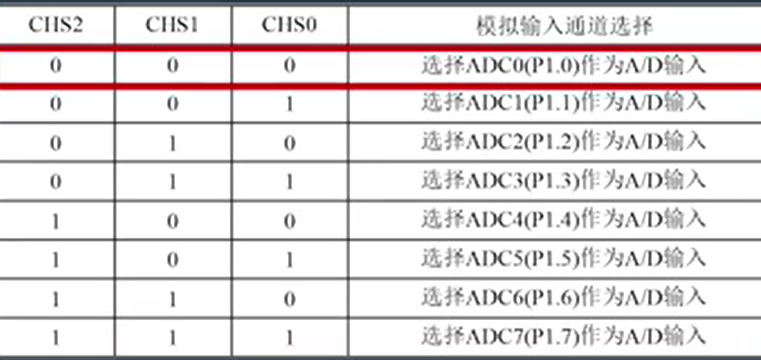 CHS2 CHS1 CHS0 模拟输入通道选择
0 0 0 选择ADC0(P1.0)作为A/D输入
0 0 1 选择ADC1(P1.1)作为A/D输入
0 1 0 选择ADC2(P1.2)作为A/D输入
0 1 1 选择ADC3(P1.3)作为A/D输入
1 0 0 选择ADC4(P1.4)作为A/D输入
1 0 1 选择ADC5(P1.5)作为A/D输入
1 1 0 选择ADC6(P1.6)作为A/D输入
1 1 1 选择ADC7(P1.7)作为A/D输入